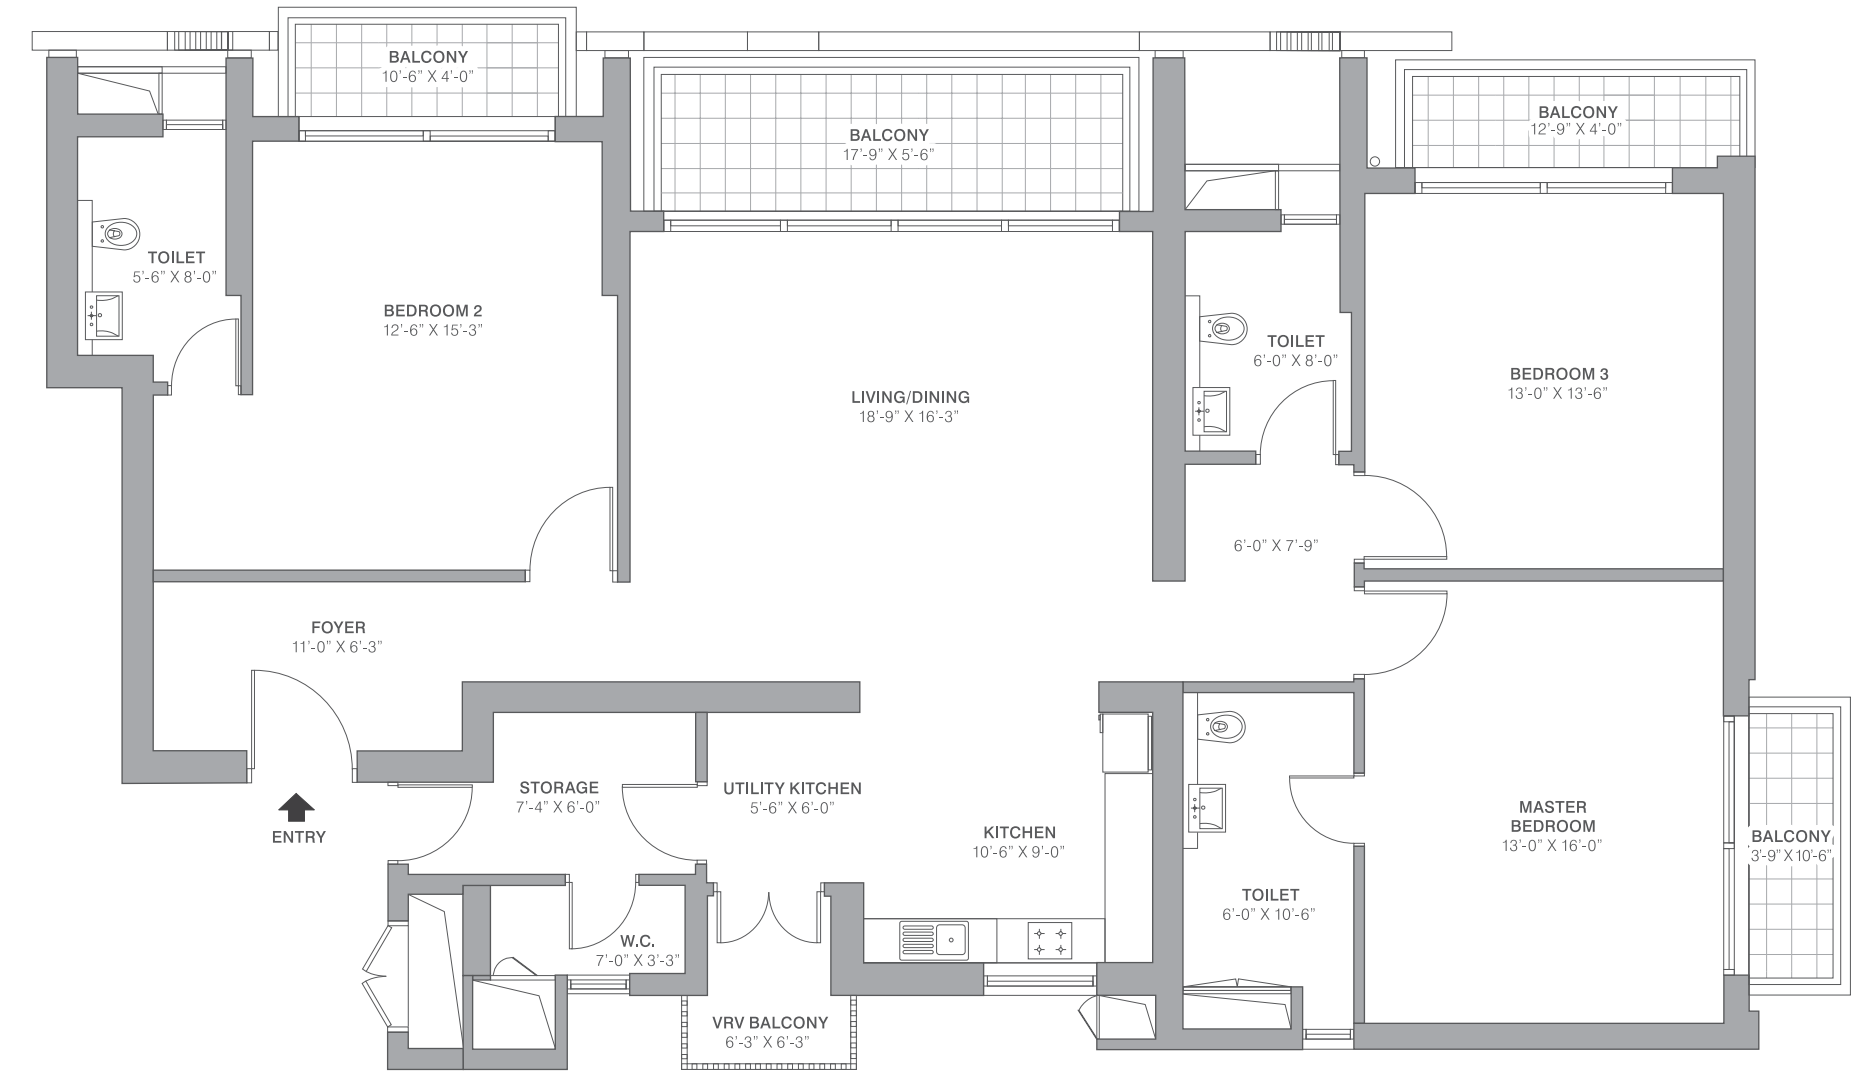 BALCONY
10'-6" X 4'-0"
BALCONY
17'-9" X 5'-6"
BALCONY
12'-9" X 4'-0"
TOILET
5'-6" X 8'-0"
BEDROOM 2
12'-6" X 15'-3"
LIVING/DINING
18'-9" X 16'-3"
TOILET
6'-0" X 8'-0"
BEDROOM 3
13'-0" X 13'-6"
6'-0" X 7'-9"
FOYER
11'-0" X 6'-3"
ENTRY
STORAGE
7'-4" X 6'-0"
UTILITY KITCHEN
5'-6" X 6'-0"
KITCHEN
10'-6" X 9'-0"
MASTER
BEDROOM
13'-0" X 16'-0"
BALCONY
3'-9" X 10'-6"
TOILET
6'-0" X 10'-6"
W.C.
7'-0" X 3'-3"
VRV BALCONY
6'-3" X 6'-3"